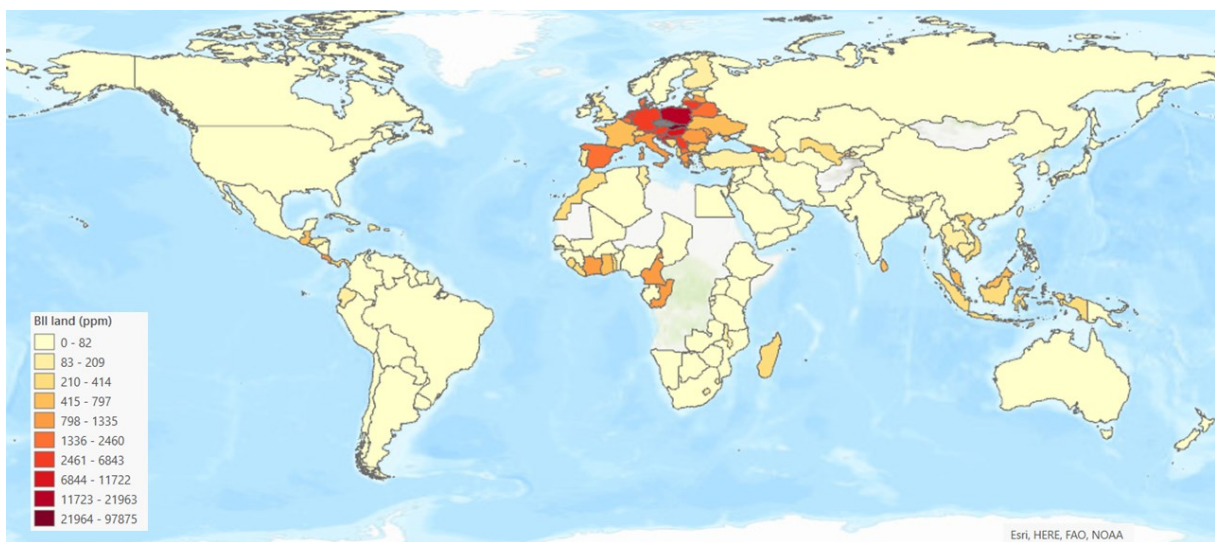 BII land (ppm)
0 - 82
83 - 209
210 - 414
415 - 797
798 - 1335
1336 - 2460
2461 - 6843
6844 - 11722
11723 - 21963
21964 - 97875
Esri, HERE, FAO, NOAA